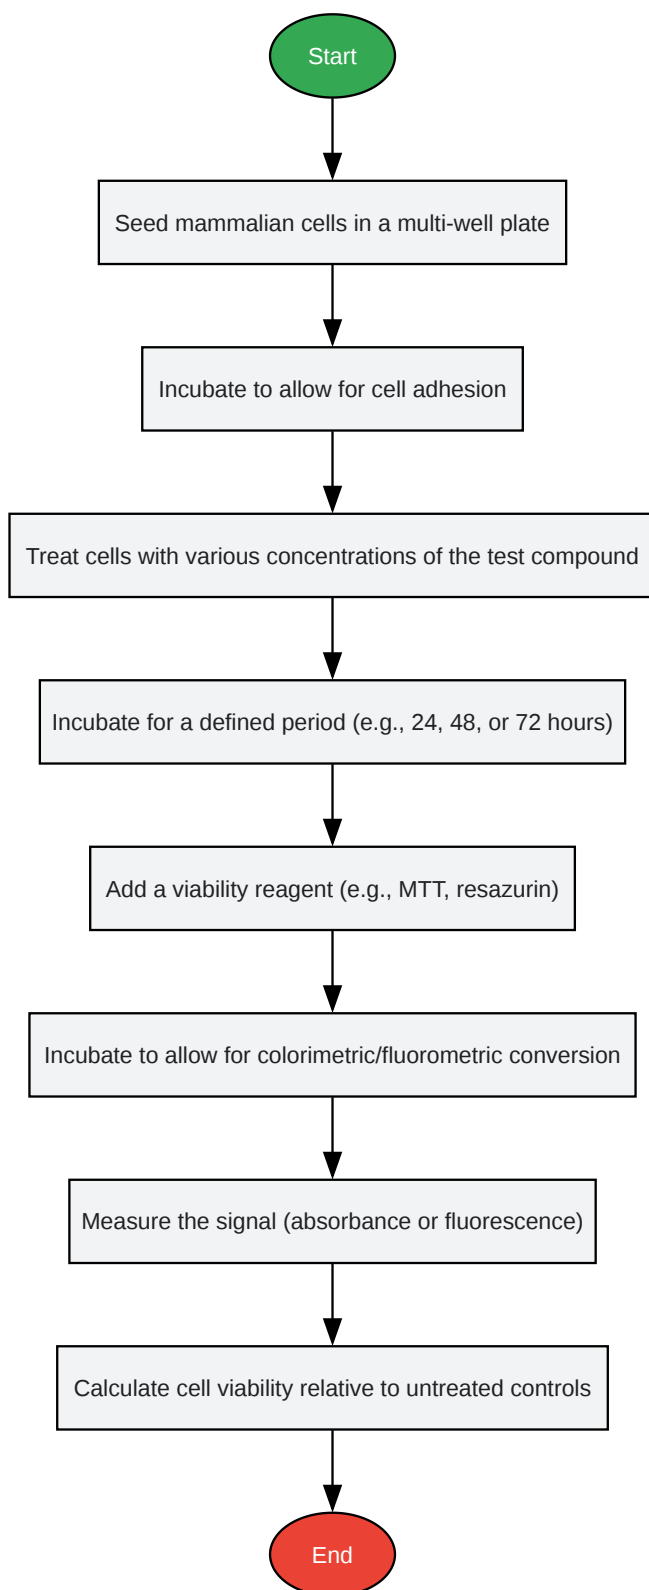 Start
Seed mammalian cells in a multi-well plate
Incubate to allow for cell adhesion
Treat cells with various concentrations of the test compound
Incubate for a defined period (e.g., 24, 48, or 72 hours)
Add a viability reagent (e.g., MTT, resazurin)
Incubate to allow for colorimetric/fluorometric conversion
Measure the signal (absorbance or fluorescence)
Calculate cell viability relative to untreated controls
End